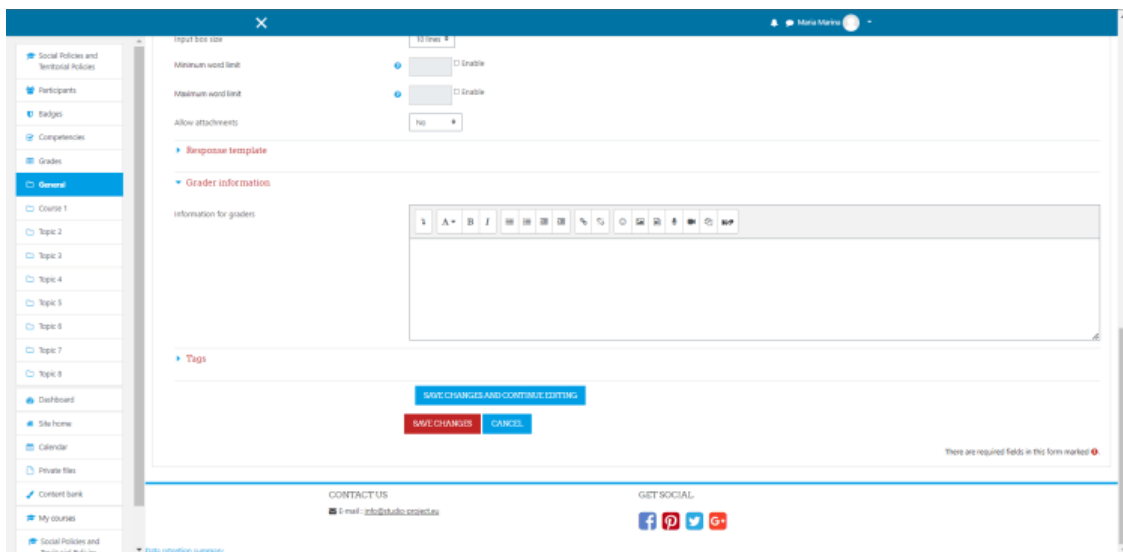 Maria Marina
Social Policies and
Territorial Policies
Participants
Badges
Competencies
Grades
General
Course 1
Topic 2
Topic 3
Topic 4
Topic 5
Topic 6
Topic 7
Topic 8
Dashboard
Site home
Calendar
Private files
Content bank
My courses
Social Policies and
Territorial Policies
Input box size
10 lines
Minimum word limit
Enable
Maximum word limit
Enable
Allow attachments
No
Response template
Grader information
Information for graders
A B I
Tags
SAVE CHANGES AND CONTINUE EDITING
SAVE CHANGES CANCEL
There are required fields in this form marked
CONTACT US
E-mail : info@studio-project.eu
GET SOCIAL
Data retention summary